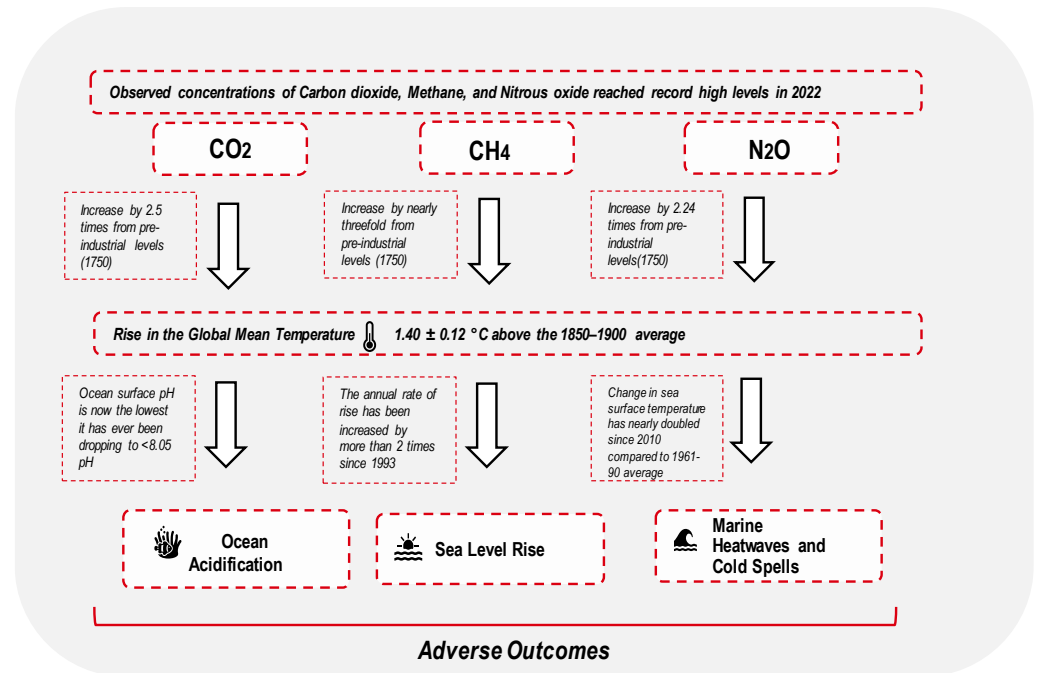 Observed concentrations of Carbon dioxide, Methane, and Nitrous oxide reached record high levels in 2022
CO2
CH4
N2O
Increase by 2.5
times from pre-
industrial levels
(1750)
Increase by nearly
threefold from
pre-industrial
levels (1750)
Increase by 2.24
times from pre-
industrial
levels(1750)
Rise in the Global Mean Temperature 1.40 ± 0.12 °C above the 1850–1900 average
Ocean surface pH
is now the lowest
it has ever been
dropping to <8.05
pH
The annual rate of
rise has been
increased by
more than 2 times
since 1993
Change in sea
surface temperature
has nearly doubled
since 2010
compared to 1961-
90 average
Ocean
Acidification
Sea Level Rise
Marine
Heatwaves and
Cold Spells
Adverse Outcomes